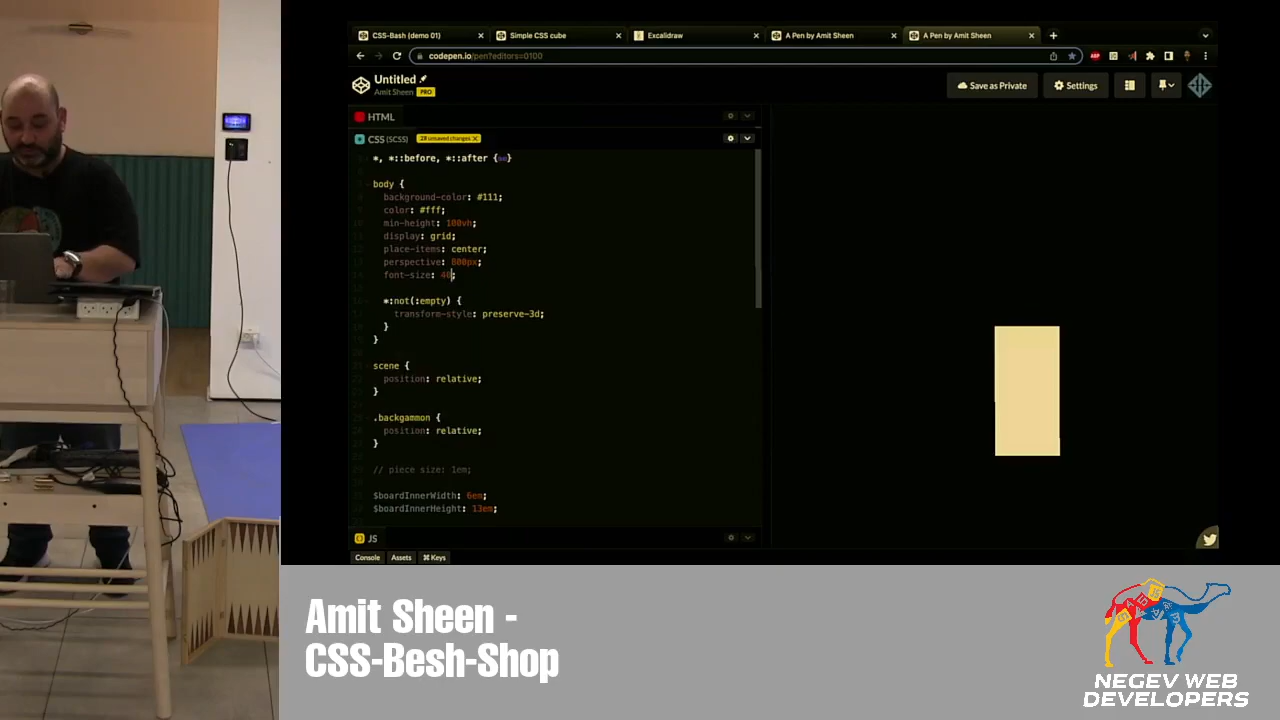 CSS-Bash (demo 01)
Simple CSS cube
Excalidraw
A Pen by Amit Sheen
A Pen by Amit Sheen
codepen.io/pen?editors=0100
Untitled
Amit Sheen PRO
Save as Private
Settings
HTML
CSS (SCSS)
20 unsaved changes
*, *::before, *::after {
body {
background-color: #111;
color: #fff;
min-height: 100vh;
display: grid;
place-items: center;
perspective: 800px;
font-size: 40;
*:not(:empty) {
transform-style: preserve-3d;
}
}
scene {
position: relative;
}
.backgammon {
position: relative;
}
// piece size: 1em;
$boardInnerWidth: 6em;
$boardInnerHeight: 13em;
JS
Console
Assets
⌘ Keys
Amit Sheen -
CSS-Besh-Shop
NEGEV WEB
DEVELOPERS